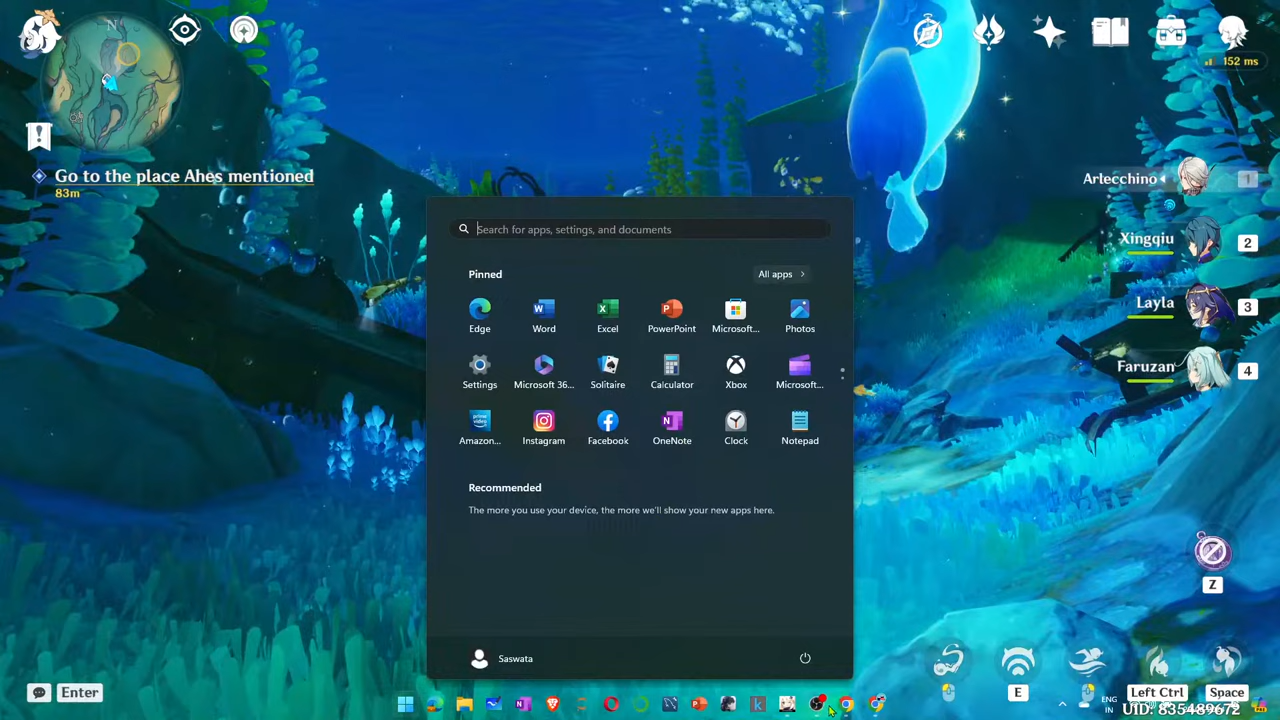 N
152 ms
Go to the place Ahes mentioned
83m
Artecchino
1
Xingqiu
2
Layla
3
Faruzan
4
Search for apps, settings, and documents
Pinned
All apps
Edge
Word
Excel
PowerPoint
Microsoft...
Photos
Settings
Microsoft 36...
Solitaire
Calculator
Xbox
Microsoft...
Amazon...
Instagram
Facebook
OneNote
Clock
Notepad
Recommended
The more you use your device, the more we'll show your new apps here.
Saswata
Z
Enter
E
Left Ctrl
Space
ENG
IN
UID: 835489672